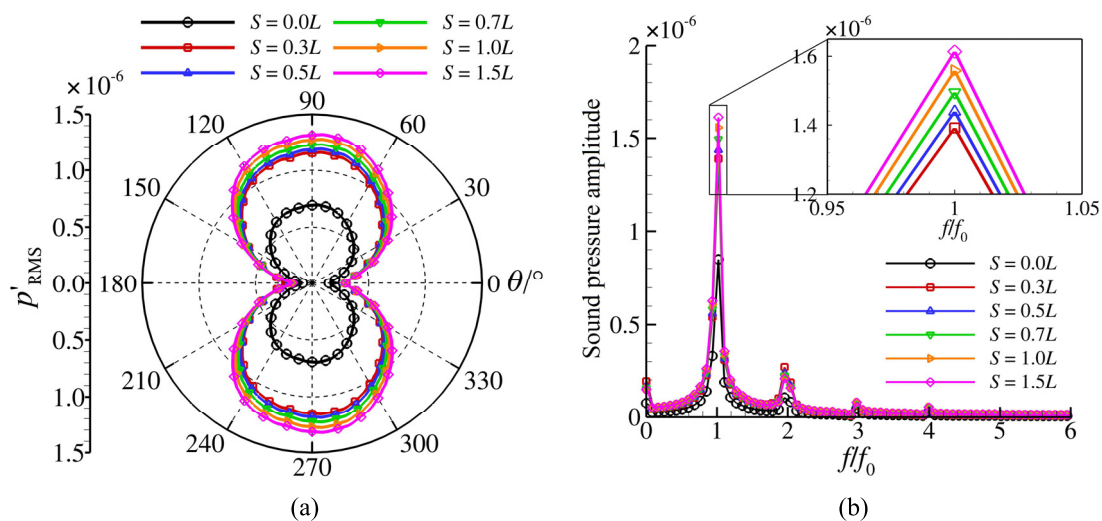 S = 0.0L
S = 0.3L
S = 0.5L
S = 0.7L
S = 1.0L
S = 1.5L
×10⁻⁶
1.5
1.0
0.5
0.0
0.5
1.0
1.5
p'RMS
90
60
30
0 θ/°
330
300
270
240
210
180
150
120
(a)
×10⁻⁶
2
1.5
1
0.5
0
Sound pressure amplitude
0
1
2
3
4
5
6
f/f₀
×10⁻⁶
1.6
1.4
1.2
0.95
1
1.05
f/f₀
S = 0.0L
S = 0.3L
S = 0.5L
S = 0.7L
S = 1.0L
S = 1.5L
(b)